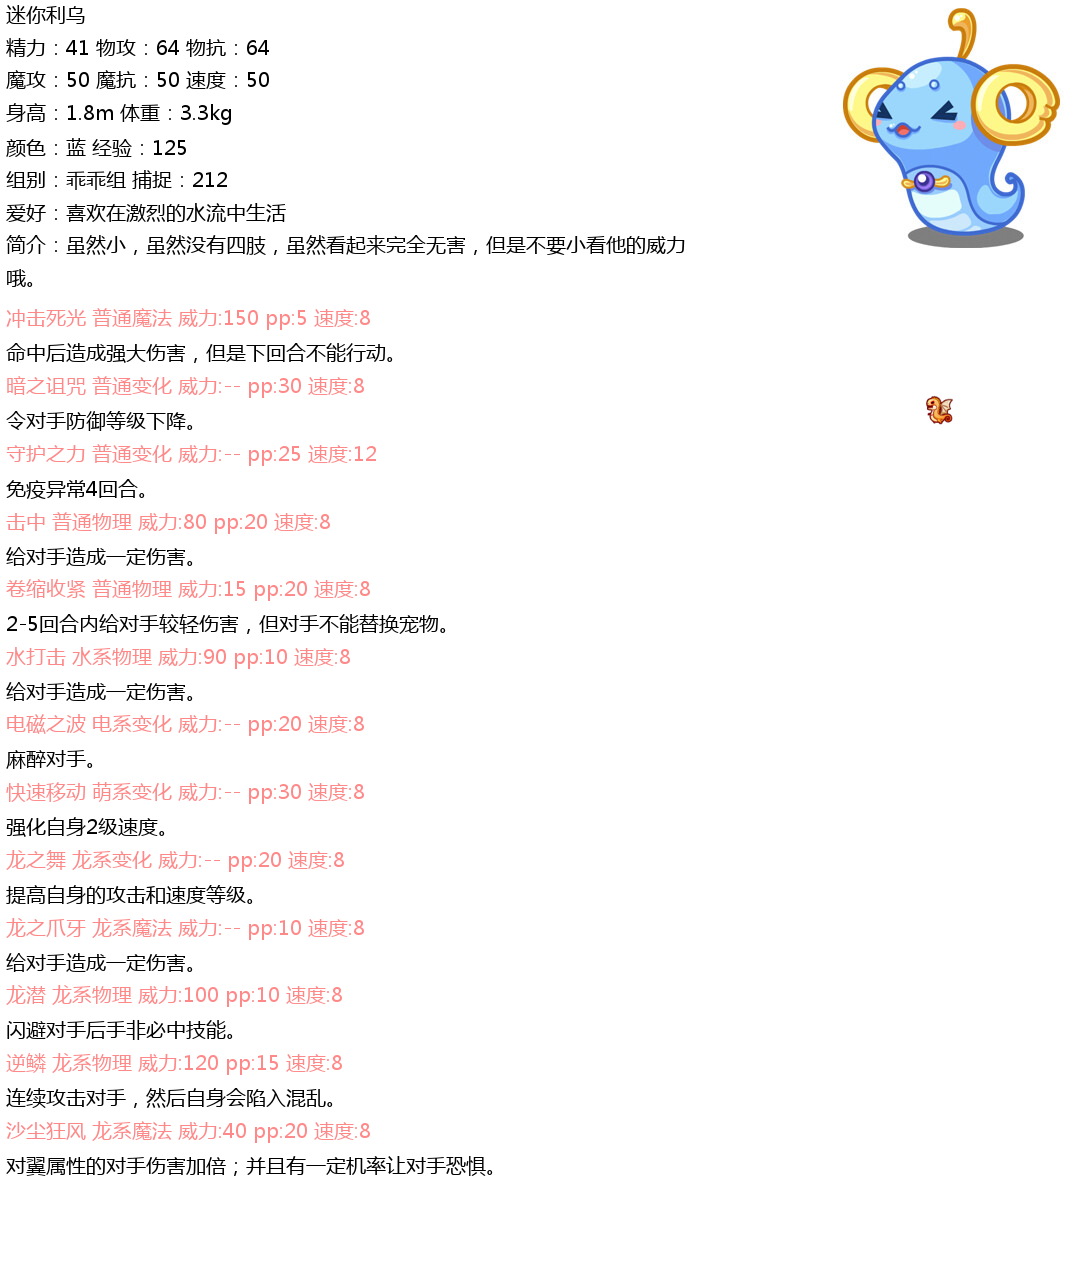 迷你利乌
精力：41 物攻：64 物抗：64
魔攻：50 魔抗：50 速度：50
身高：1.8m 体重：3.3kg
颜色：蓝 经验：125
组别：乖乖组 捕捉：212
爱好：喜欢在激烈的水流中生活
简介：虽然小，虽然没有四肢，虽然看起来完全无害，但是不要小看他的威力
哦。
冲击死光 普通魔法 威力:150 pp:5 速度:8
命中后造成强大伤害，但是下回合不能行动。
暗之诅咒 普通变化 威力:-- pp:30 速度:8
令对手防御等级下降。
守护之力 普通变化 威力:-- pp:25 速度:12
免疫异常4回合。
击中 普通物理 威力:80 pp:20 速度:8
给对手造成一定伤害。
卷缩收紧 普通物理 威力:15 pp:20 速度:8
2-5回合内给对手较轻伤害，但对手不能替换宠物。
水打击 水系物理 威力:90 pp:10 速度:8
给对手造成一定伤害。
电磁之波 电系变化 威力:-- pp:20 速度:8
麻醉对手。
快速移动 萌系变化 威力:-- pp:30 速度:8
强化自身2级速度。
龙之舞 龙系变化 威力:-- pp:20 速度:8
提高自身的攻击和速度等级。
龙之爪牙 龙系魔法 威力:-- pp:10 速度:8
给对手造成一定伤害。
龙潜 龙系物理 威力:100 pp:10 速度:8
闪避对手后手非必中技能。
逆鳞 龙系物理 威力:120 pp:15 速度:8
连续攻击对手，然后自身会陷入混乱。
沙尘狂风 龙系魔法 威力:40 pp:20 速度:8
对翼属性的对手伤害加倍；并且有一定机率让对手恐惧。